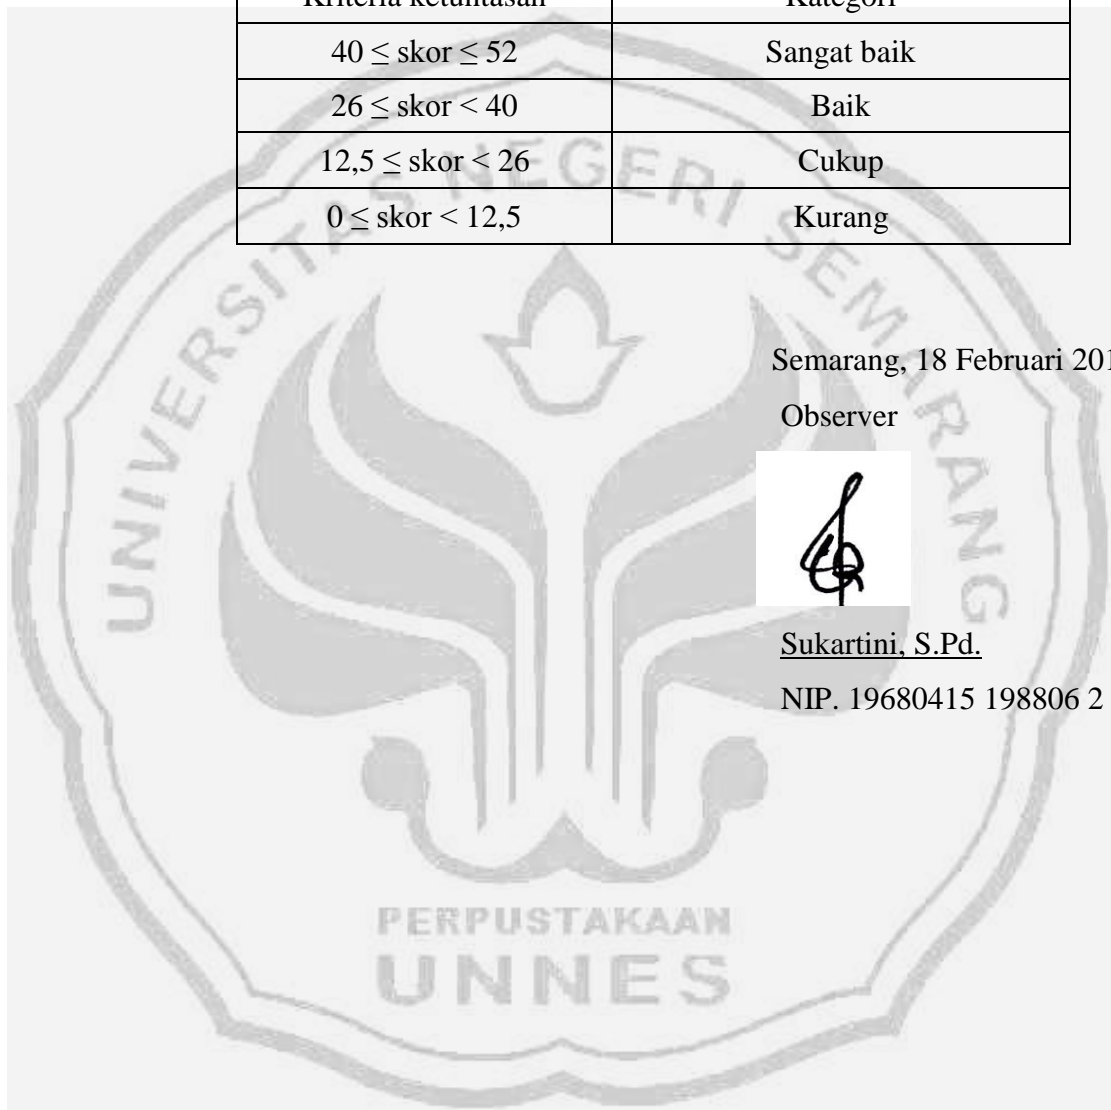 Kriteria ketuntasan Kategori
40 ≤ skor ≤ 52 Sangat baik
26 ≤ skor < 40 Baik
12,5 ≤ skor < 26 Cukup
0 ≤ skor < 12,5 Kurang
UNIVERSITAS NEGERI SEMARANG
Semarang, 18 Februari 201
Observer
Sukartini, S.Pd.
NIP. 19680415 198806 2
PERPUSTAKAAN
UNNES